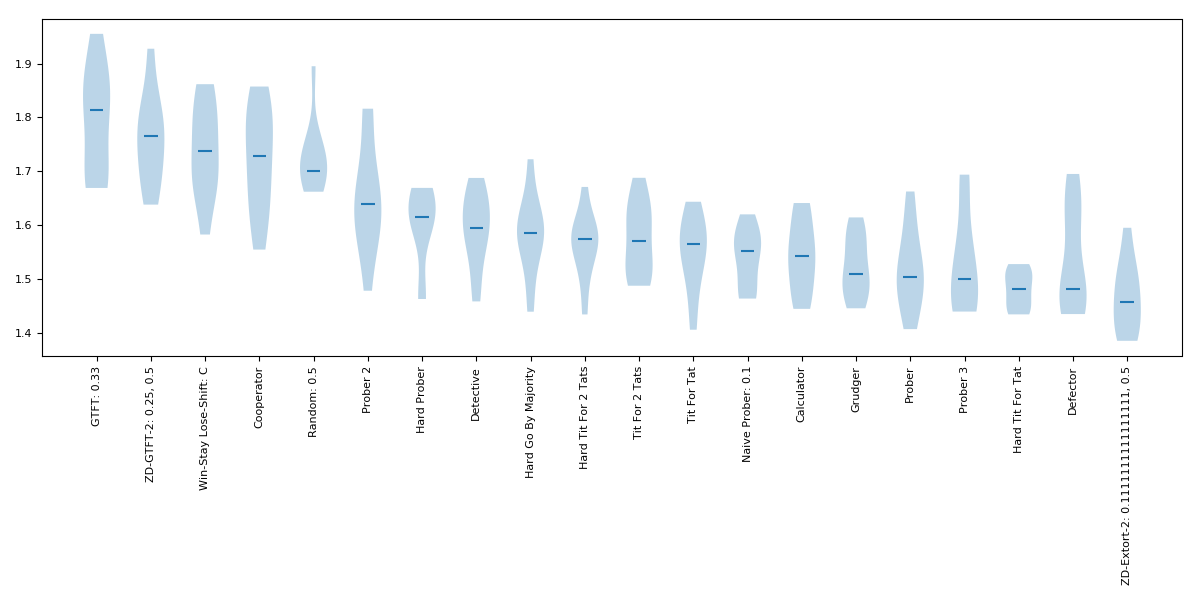 1.9
1.8
1.7
1.6
1.5
1.4
GTFT: 0.33
ZD-GTFT-2: 0.25, 0.5
Win-Stay Lose-Shift: C
Cooperator
Random: 0.5
Prober 2
Hard Prober
Detective
Hard Go By Majority
Hard Tit For 2 Tats
Tit For 2 Tats
Tit For Tat
Naive Prober: 0.1
Calculator
Grudger
Prober
Prober 3
Hard Tit For Tat
Defector
ZD-Extort-2: 0.1111111111111111, 0.5